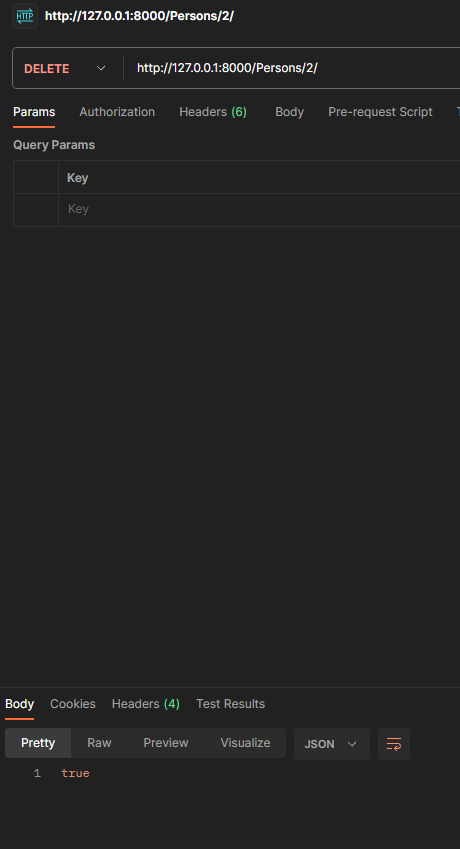 HTTP http://127.0.0.1:8000/Persons/2/
DELETE http://127.0.0.1:8000/Persons/2/
Params Authorization Headers (6) Body Pre-request Script
Query Params
Key
Key
Body Cookies Headers (4) Test Results
Pretty Raw Preview Visualize JSON
1 true